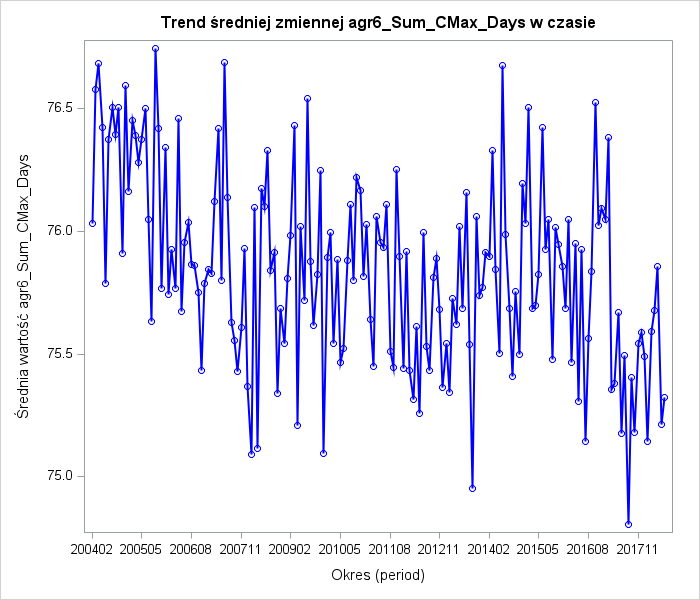 Trend średniej zmiennej agr6_Sum_CMax_Days w czasie
Średnia wartość agr6_Sum_CMax_Days
76.5
76.0
75.5
75.0
200402 200505 200608 200711 200902 201005 201108 201211 201402 201505 201608 201711
Okres (period)